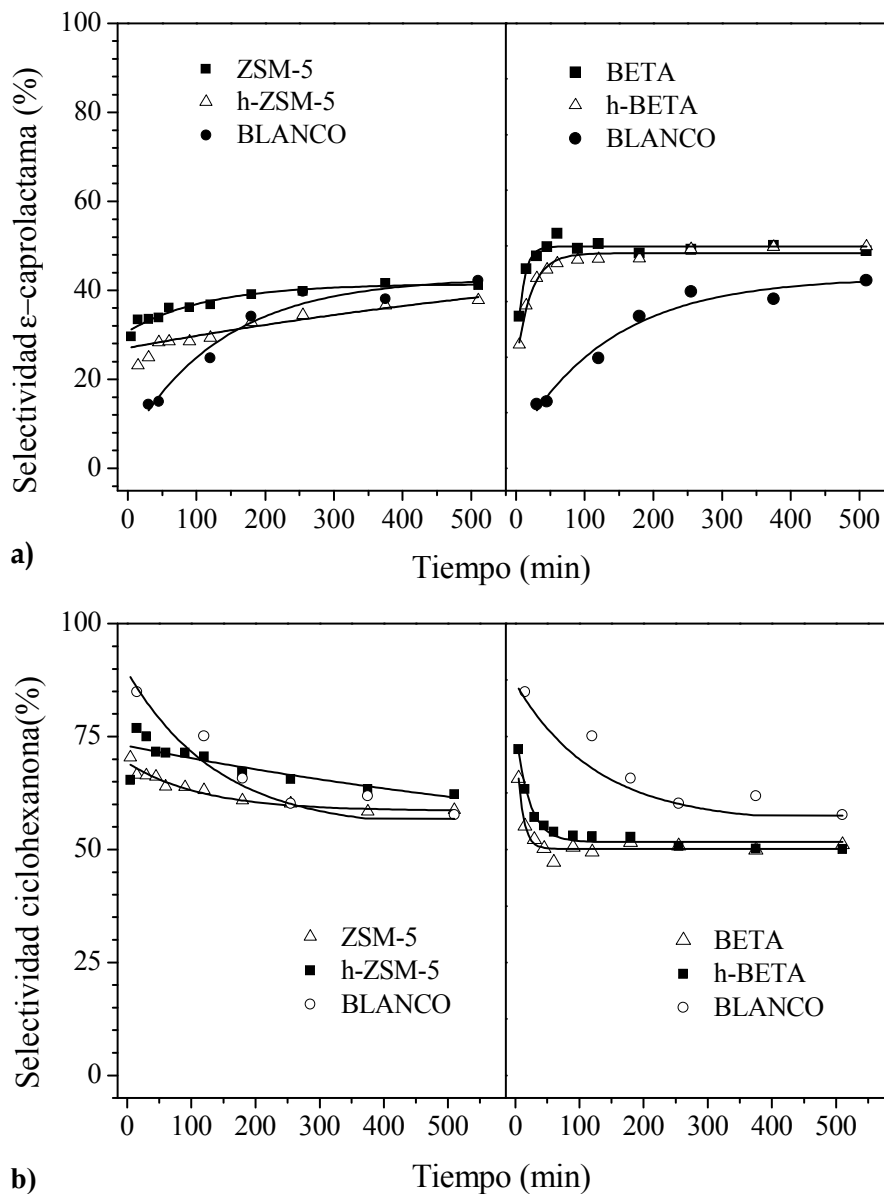 Selectividad ε–caprolactama (%)
100
80
60
40
20
0
ZSM-5
h-ZSM-5
BLANCO
BETA
h-BETA
BLANCO
0 100 200 300 400 500
0 100 200 300 400 500
Tiempo (min)
a)
Selectividad ciclohexanona(%)
100
75
50
25
0
ZSM-5
h-ZSM-5
BLANCO
BETA
h-BETA
BLANCO
0 100 200 300 400 500
0 100 200 300 400 500
Tiempo (min)
b)